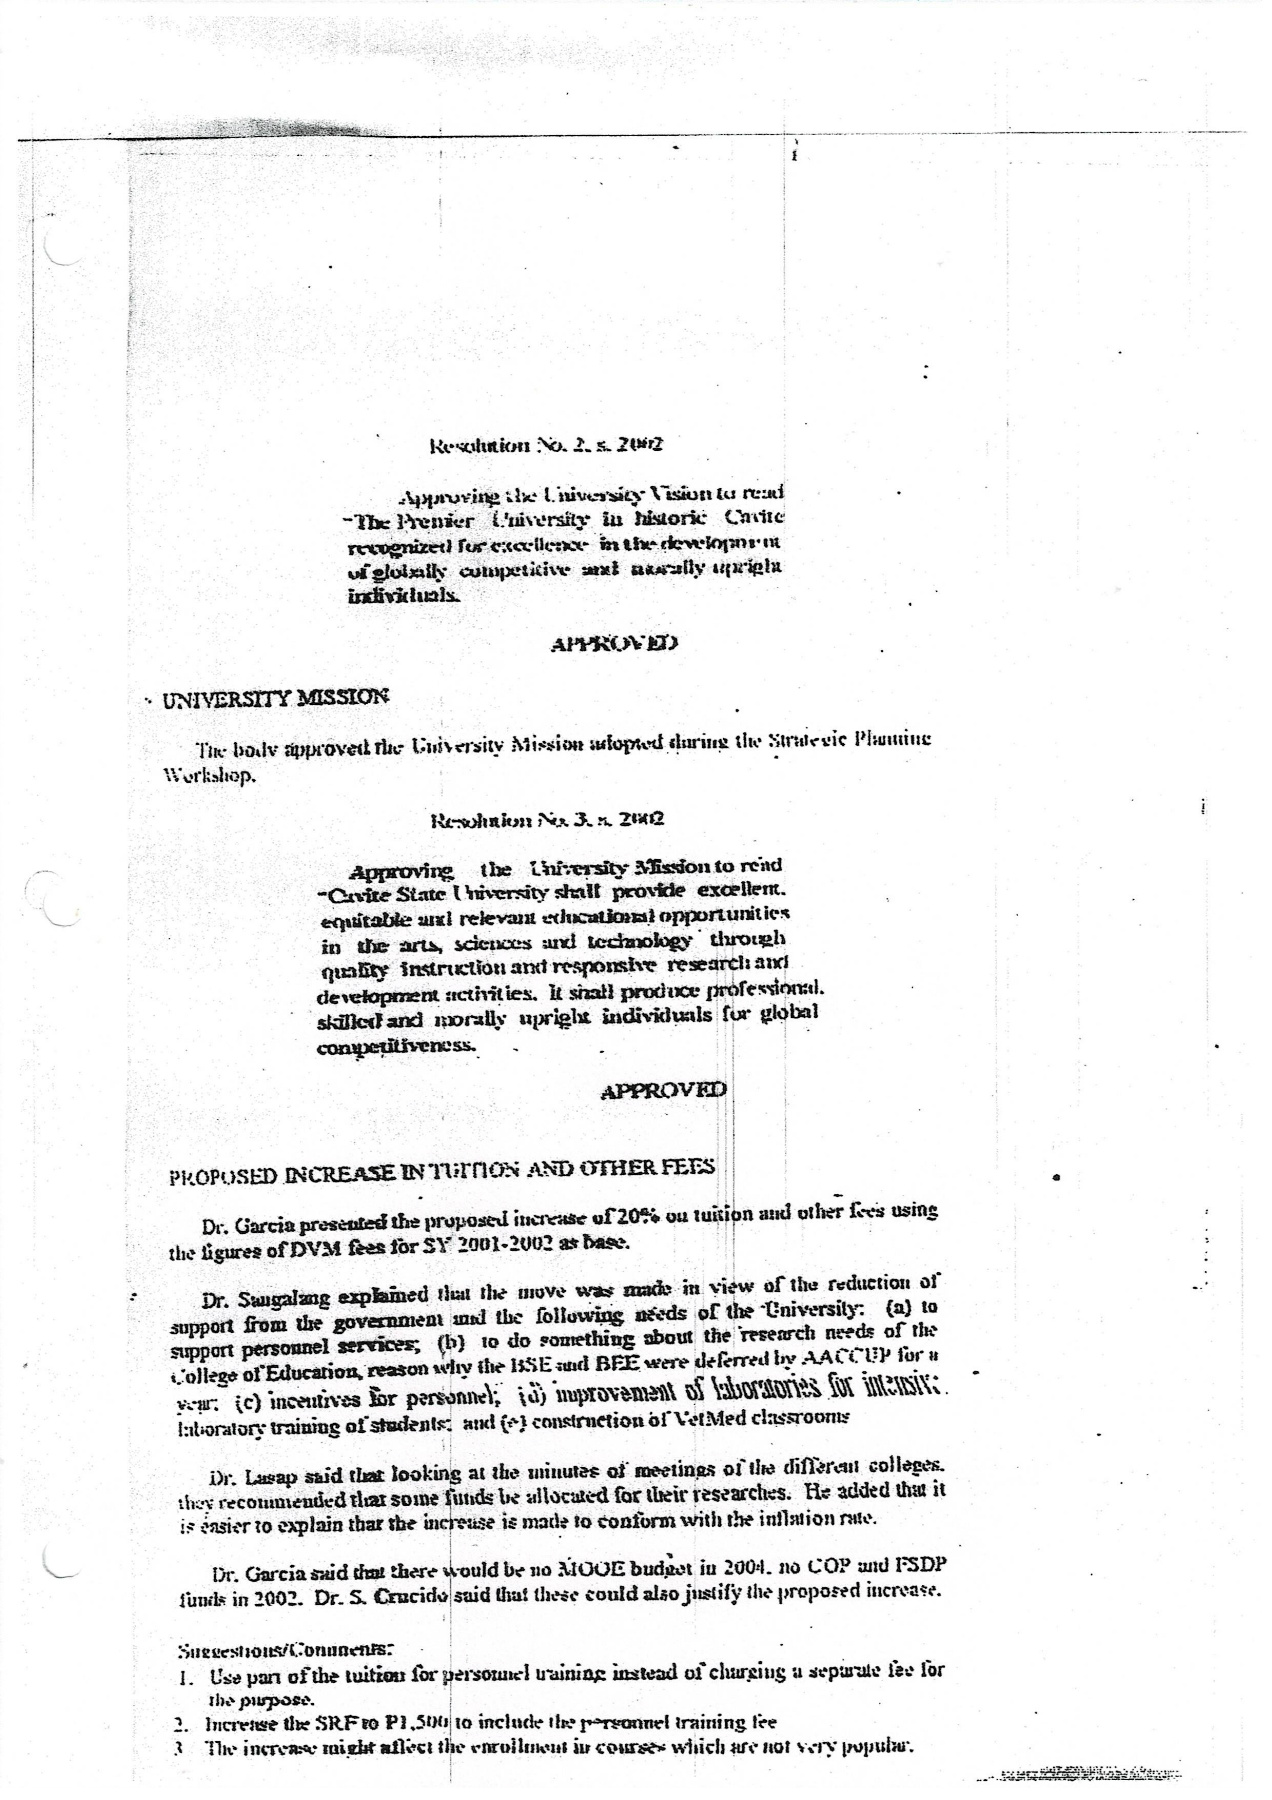 Resolution No. 2, s. 2002
Approving the University Vision to read
"The Premier University in historic Cavite
recognized for excellence in the development
of globally competitive and morally upright
individuals.
APPROVED
UNIVERSITY MISSION
The body approved the University Mission adopted during the Strategic Planning
Workshop.
Resolution No. 3, s. 2002
Approving the University Mission to read
"Cavite State University shall provide excellent,
equitable and relevant educational opportunities
in the arts, sciences and technology through
quality instruction and responsive research and
development activities. It shall produce professional,
skilled and morally upright individuals for global
competitiveness.
APPROVED
PROPOSED INCREASE IN TUITION AND OTHER FEES
Dr. Garcia presented the proposed increase of 20% on tuition and other fees using
the figures of DVM fees for SY 2001-2002 as base.
Dr. Sangalang explained that the move was made in view of the reduction of
support from the government and the following needs of the University: (a) to
support personnel services; (b) to do something about the research needs of the
College of Education, reason why the BSE and BEE were deferred by AACCUP for a
year; (c) incentives for personnel; (d) improvement of laboratories for intensive
laboratory training of students; and (e) construction of VetMed classrooms
Dr. Lasap said that looking at the minutes of meetings of the different colleges,
they recommended that some funds be allocated for their researches. He added that it
is easier to explain that the increase is made to conform with the inflation rate.
Dr. Garcia said that there would be no MOOE budget in 2004, no COP and FSDP
funds in 2002. Dr. S. Crucido said that these could also justify the proposed increase.
Suggestions/Comments:
1. Use part of the tuition for personnel training instead of charging a separate fee for
the purpose.
2. Increase the SRF to P1,500 to include the personnel training fee
3 The increase might affect the enrollment in courses which are not very popular.